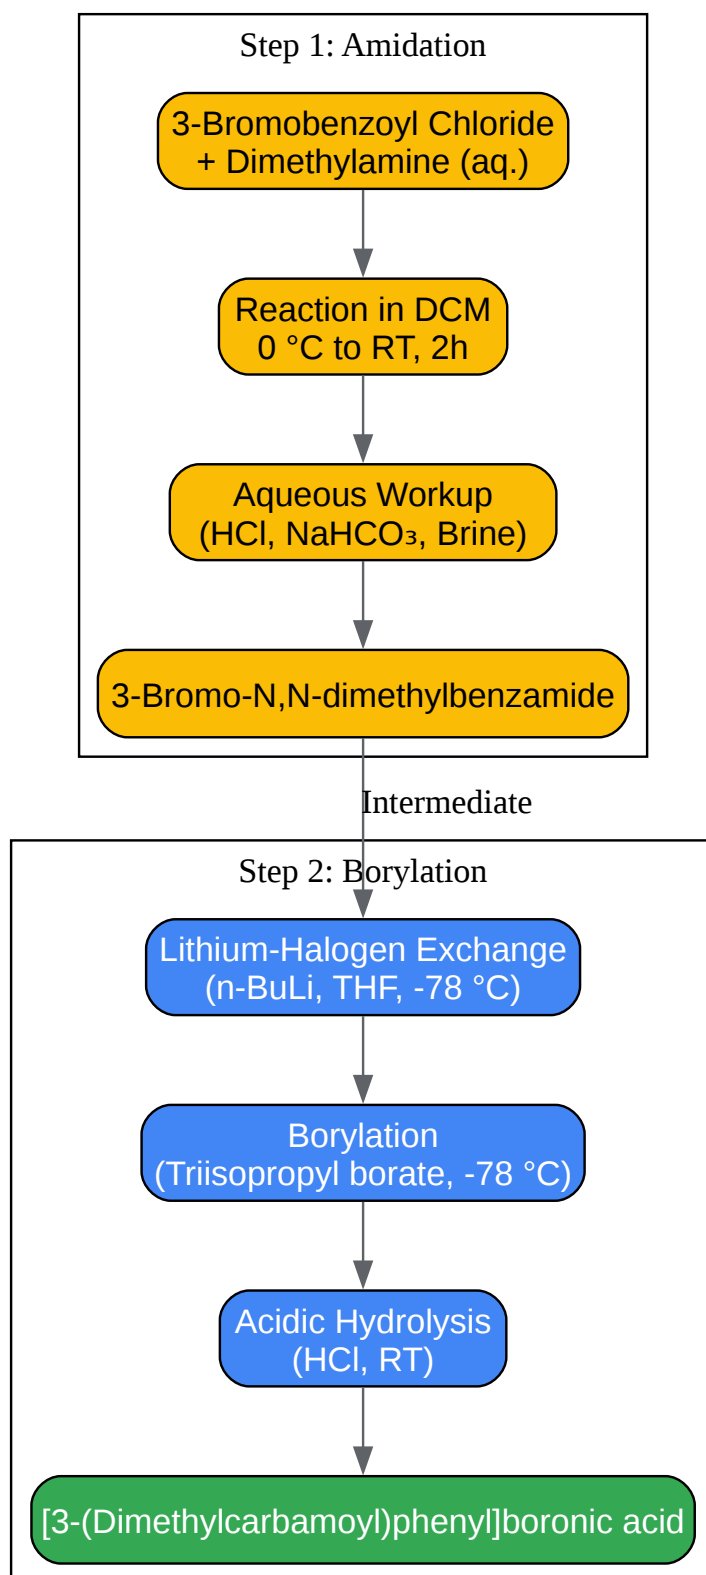 Step 1: Amidation
3-Bromobenzoyl Chloride
+ Dimethylamine (aq.)
Reaction in DCM
0 °C to RT, 2h
Aqueous Workup
(HCl, NaHCO₃, Brine)
3-Bromo-N,N-dimethylbenzamide
Intermediate
Step 2: Borylation
Lithium-Halogen Exchange
(n-BuLi, THF, -78 °C)
Borylation
(Triisopropyl borate, -78 °C)
Acidic Hydrolysis
(HCl, RT)
[3-(Dimethylcarbamoyl)phenyl]boronic acid